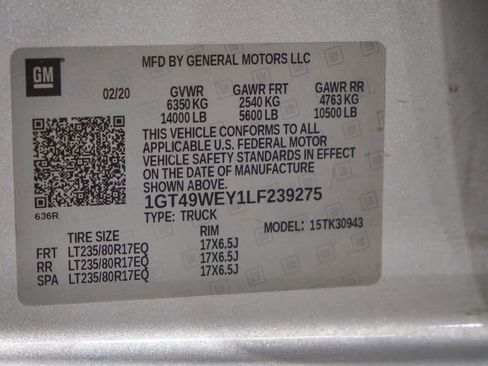 GM
MFD BY GENERAL MOTORS LLC
02/20 GVWR GAWR FRT GAWR RR
6350 KG 2540 KG 4763 KG
14000 LB 5600 LB 10500 LB
THIS VEHICLE CONFORMS TO ALL
APPLICABLE U.S. FEDERAL MOTOR
VEHICLE SAFETY STANDARDS IN EFFECT
ON THE DATE OF MANUFACTURE
SHOWN ABOVE.
636R
1GT49WEY1LF239275
TYPE: TRUCK MODEL: 15TK30943
TIRE SIZE RIM
FRT LT235/80R17EQ 17X6.5J
RR LT235/80R17EQ 17X6.5J
SPA LT235/80R17EQ 17X6.5J